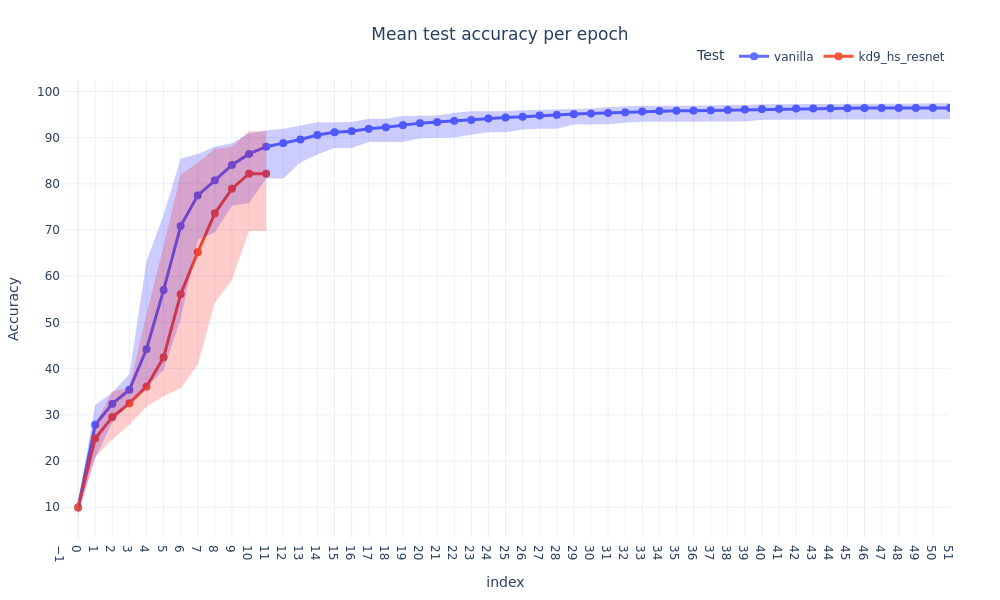 Mean test accuracy per epoch
Test vanilla kd9_hs_resnet
100
90
80
70
60
50
40
30
20
10
Accuracy
−1 0 1 2 3 4 5 6 7 8 9 10 11 12 13 14 15 16 17 18 19 20 21 22 23 24 25 26 27 28 29 30 31 32 33 34 35 36 37 38 39 40 41 42 43 44 45 46 47 48 49 50 51
index